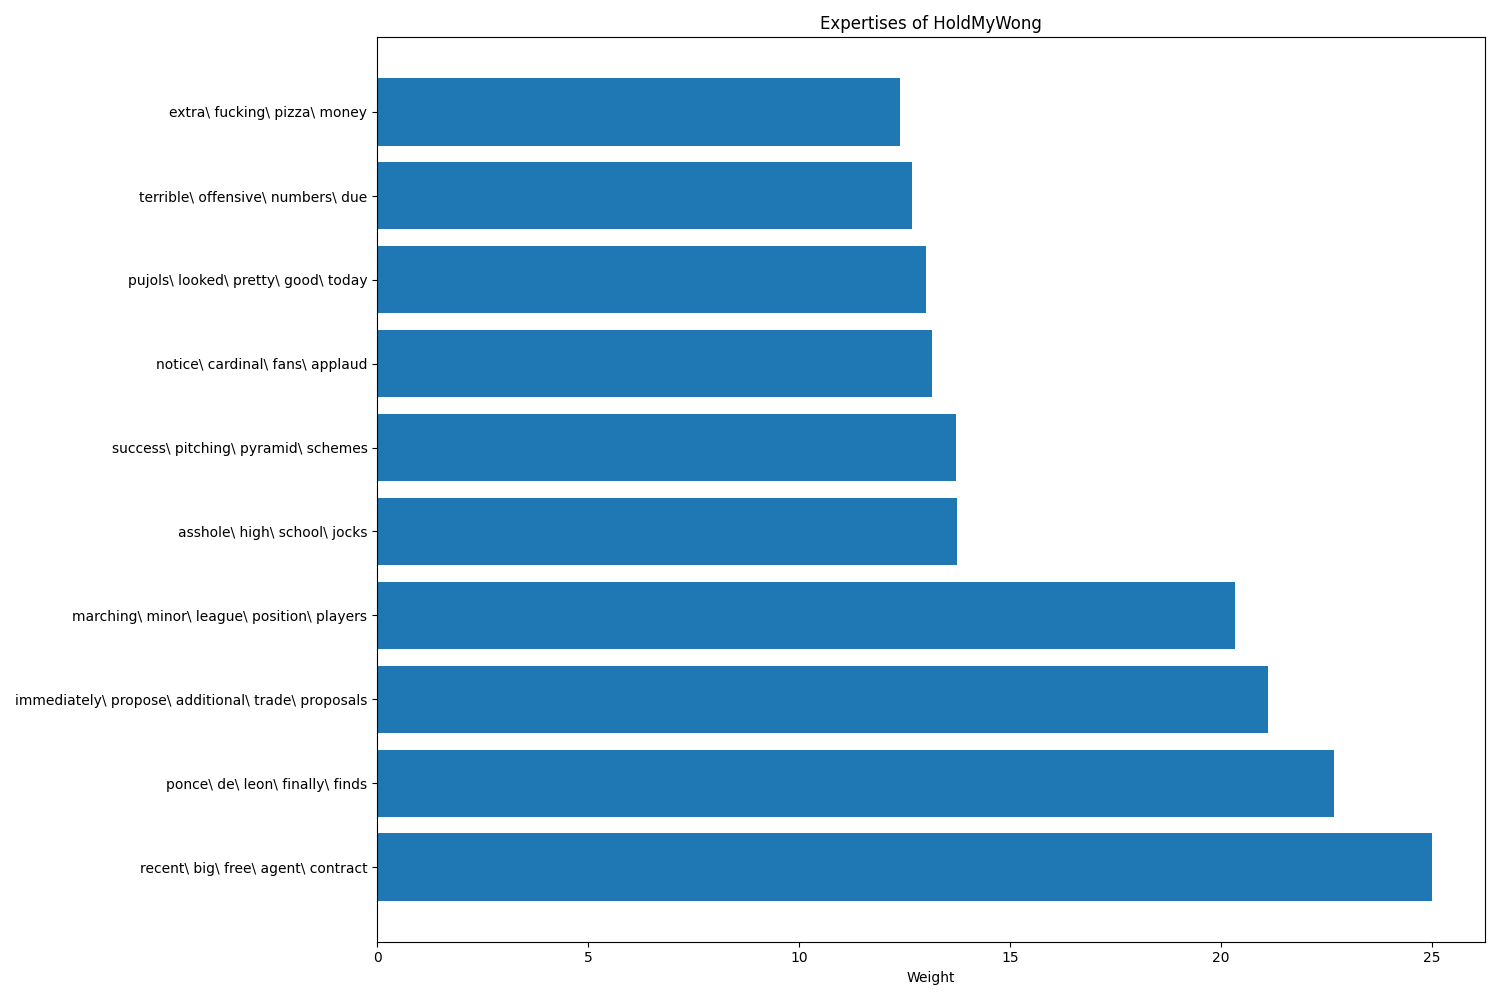 Expertises of HoldMyWong
extra\ fucking\ pizza\ money
terrible\ offensive\ numbers\ due
pujols\ looked\ pretty\ good\ today
notice\ cardinal\ fans\ applaud
success\ pitching\ pyramid\ schemes
asshole\ high\ school\ jocks
marching\ minor\ league\ position\ players
immediately\ propose\ additional\ trade\ proposals
ponce\ de\ leon\ finally\ finds
recent\ big\ free\ agent\ contract
0 5 10 15 20 25
Weight